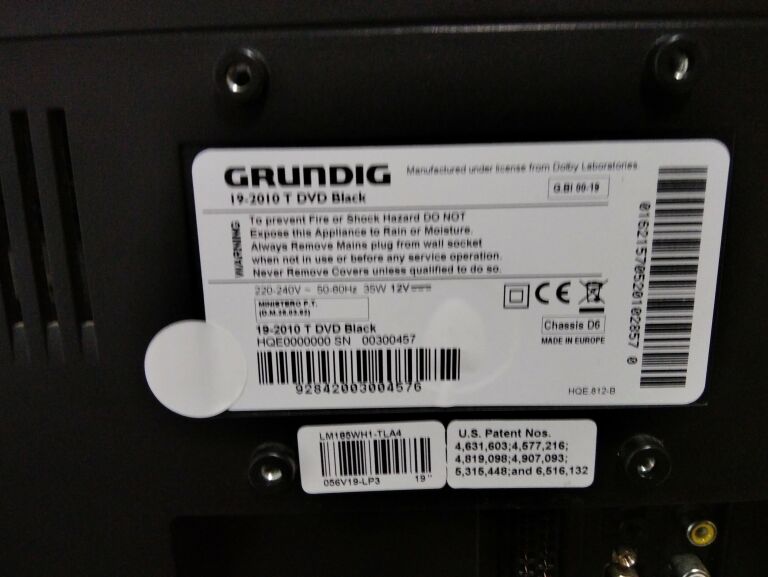 GRUNDIG
Manufactured under license from Dolby Laboratories
19-2010 T DVD Black
G.BI 00-19
WARNING:
To prevent Fire or Shock Hazard DO NOT
Expose this Appliance to Rain or Moisture.
Always Remove Mains plug from wall socket
when not in use or before any service operation.
Never Remove Covers unless qualified to do so.
220-240V ~ 50-60Hz 35W 12V
MINISTERO P.T.
19-2010 T DVD Black
HQE0000000 SN 00300457
92842003004576
CE
Chassis D6
MADE IN EUROPE
HQE.812-B
LM185WH1-TLA4
056V19-LP3 19"
U.S. Patent Nos.
4,631,603;4,577,216;
4,819,098;4,907,093;
5,315,448;and 6,516,132